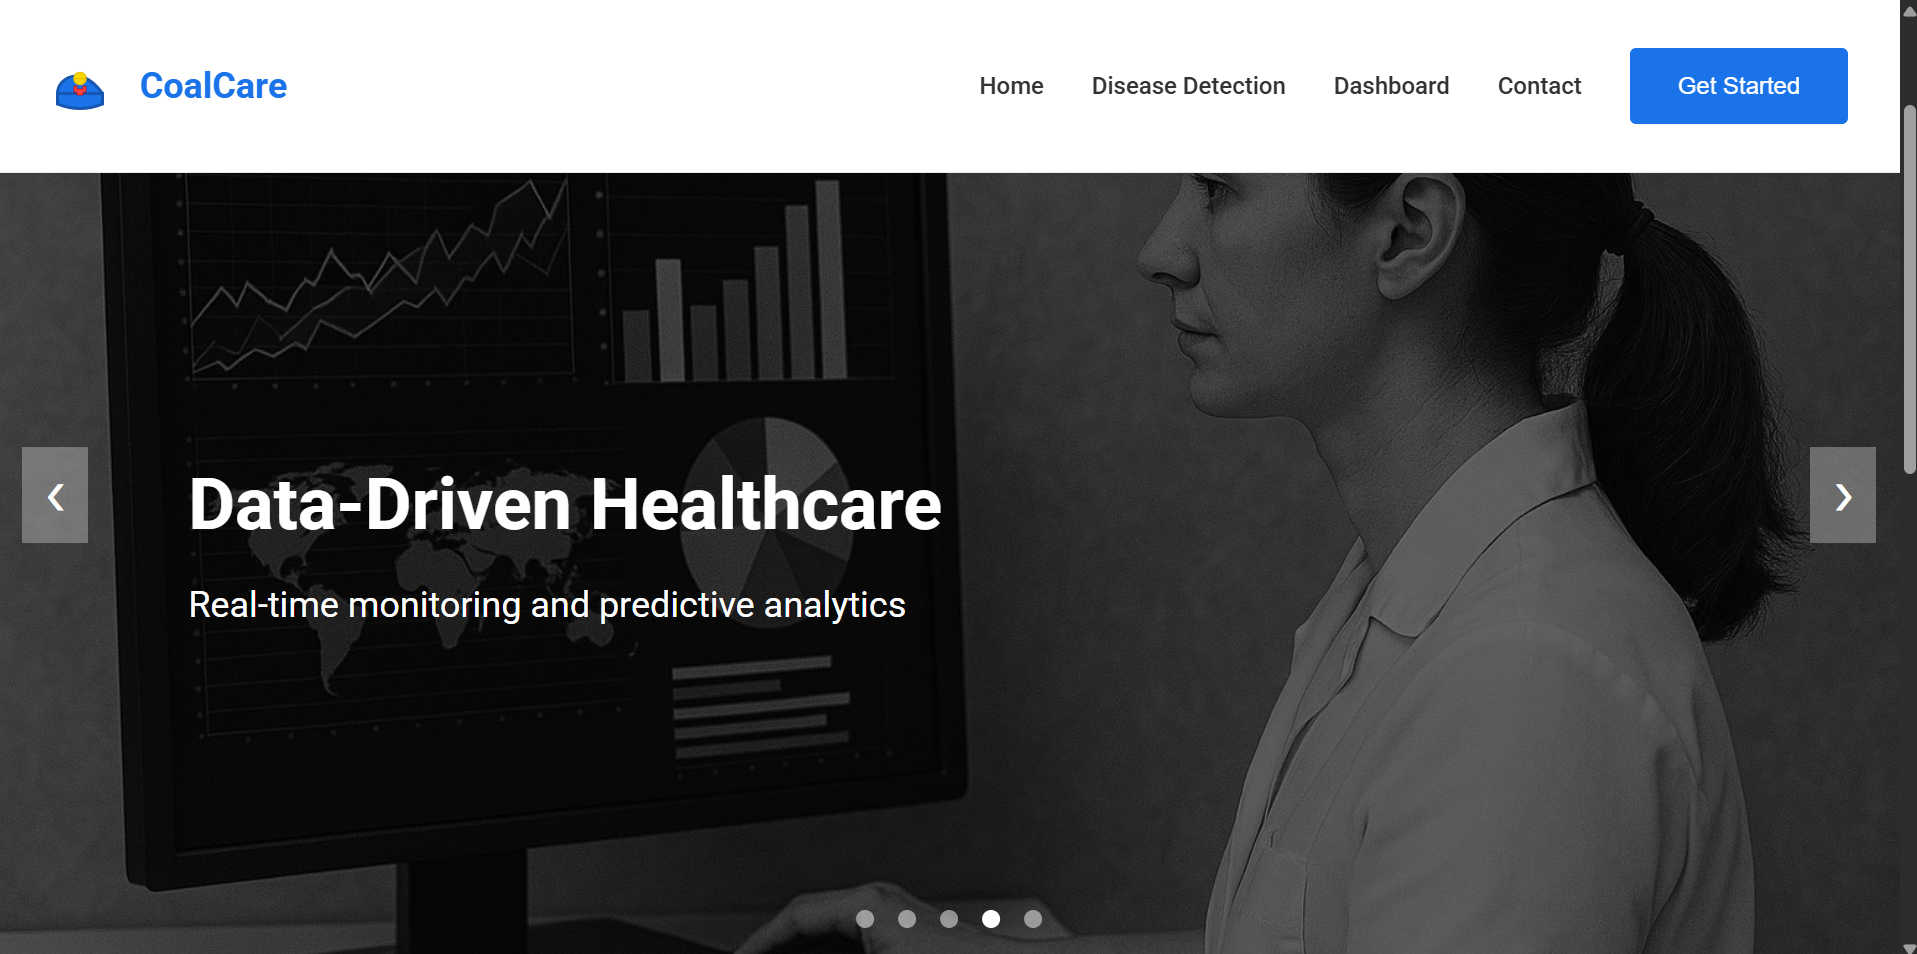 CoalCare
Home
Disease Detection
Dashboard
Contact
Get Started
Data-Driven Healthcare
Real-time monitoring and predictive analytics